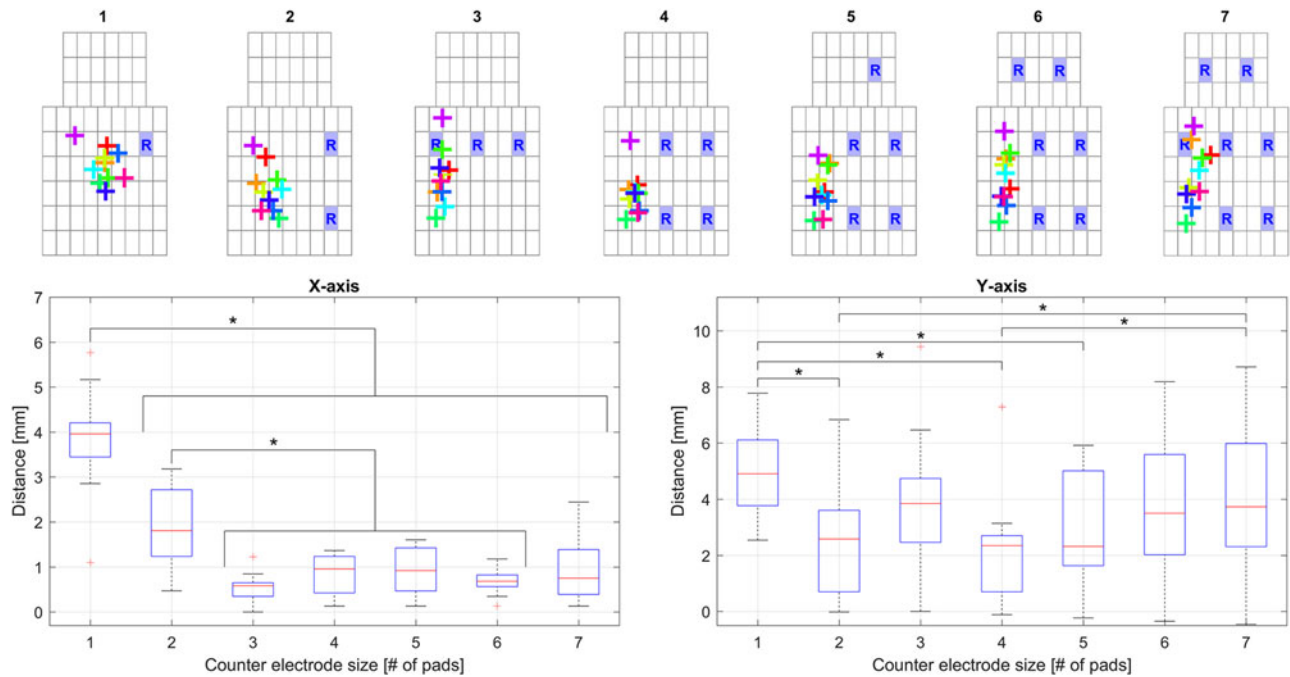 1 2 3 4 5 6 7
R R R R R
R R R R R R R R R R R R R R
R R R R R R R R R
X-axis
Distance [mm]
7
6
5
4
3
2
1
0
*
*
1 2 3 4 5 6 7
Counter electrode size [# of pads]
Y-axis
Distance [mm]
10
8
6
4
2
0
*
*
*
*
*
1 2 3 4 5 6 7
Counter electrode size [# of pads]